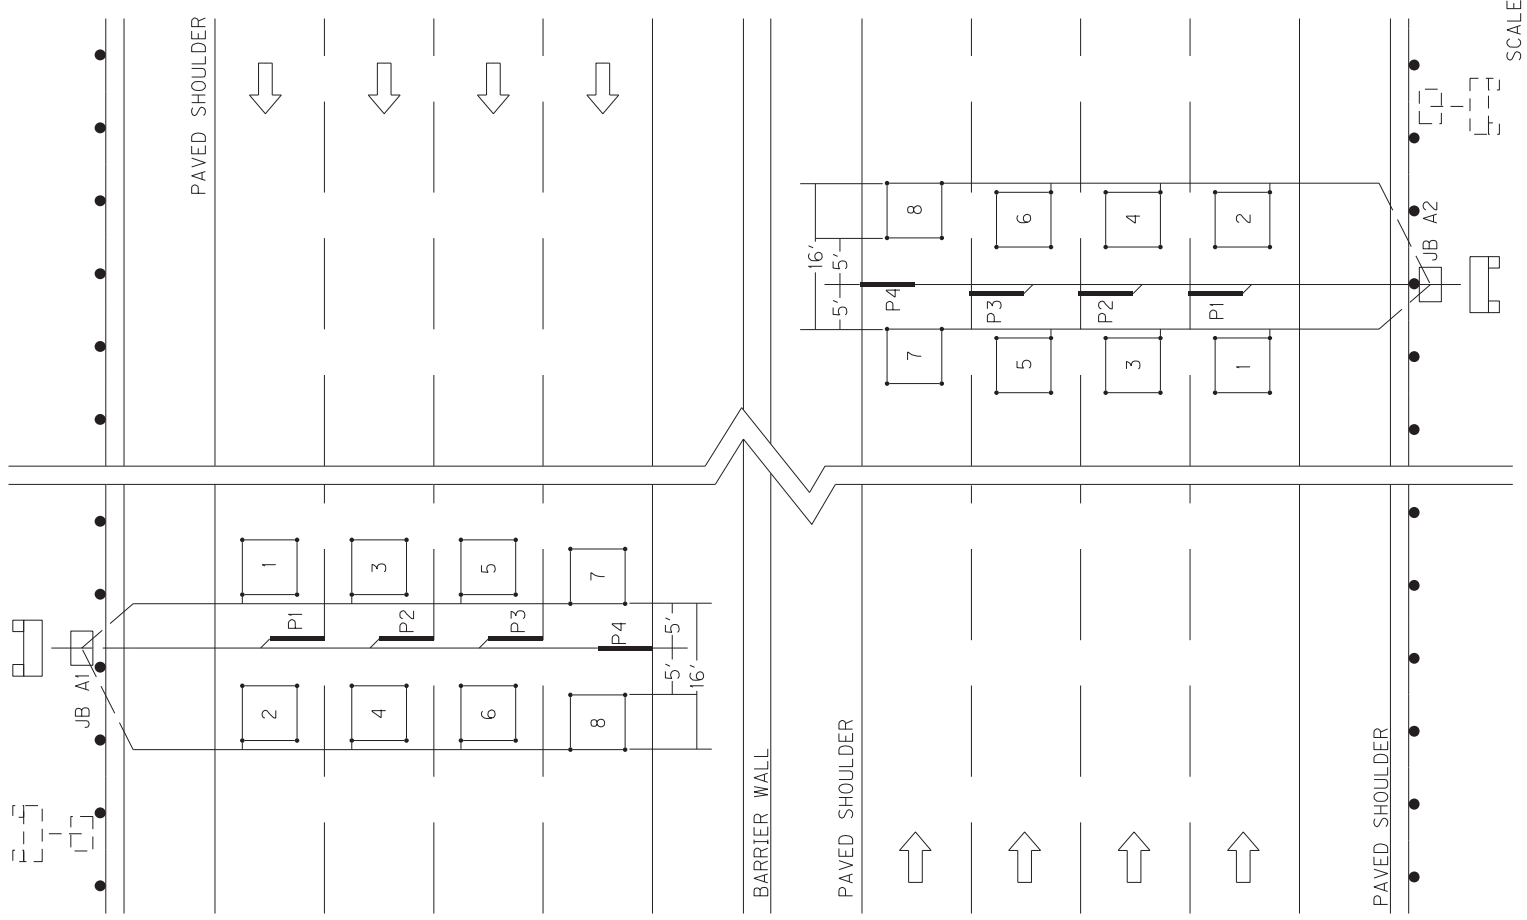 SCALE
PAVED SHOULDER
8
6
4
2
JB A2
16'
5'
5'
P4
P3
P2
P1
7
5
3
1
1
3
5
7
P1
P2
P3
P4
5'
5'
16'
JB A1
2
4
6
8
BARRIER WALL
PAVED SHOULDER
PAVED SHOULDER